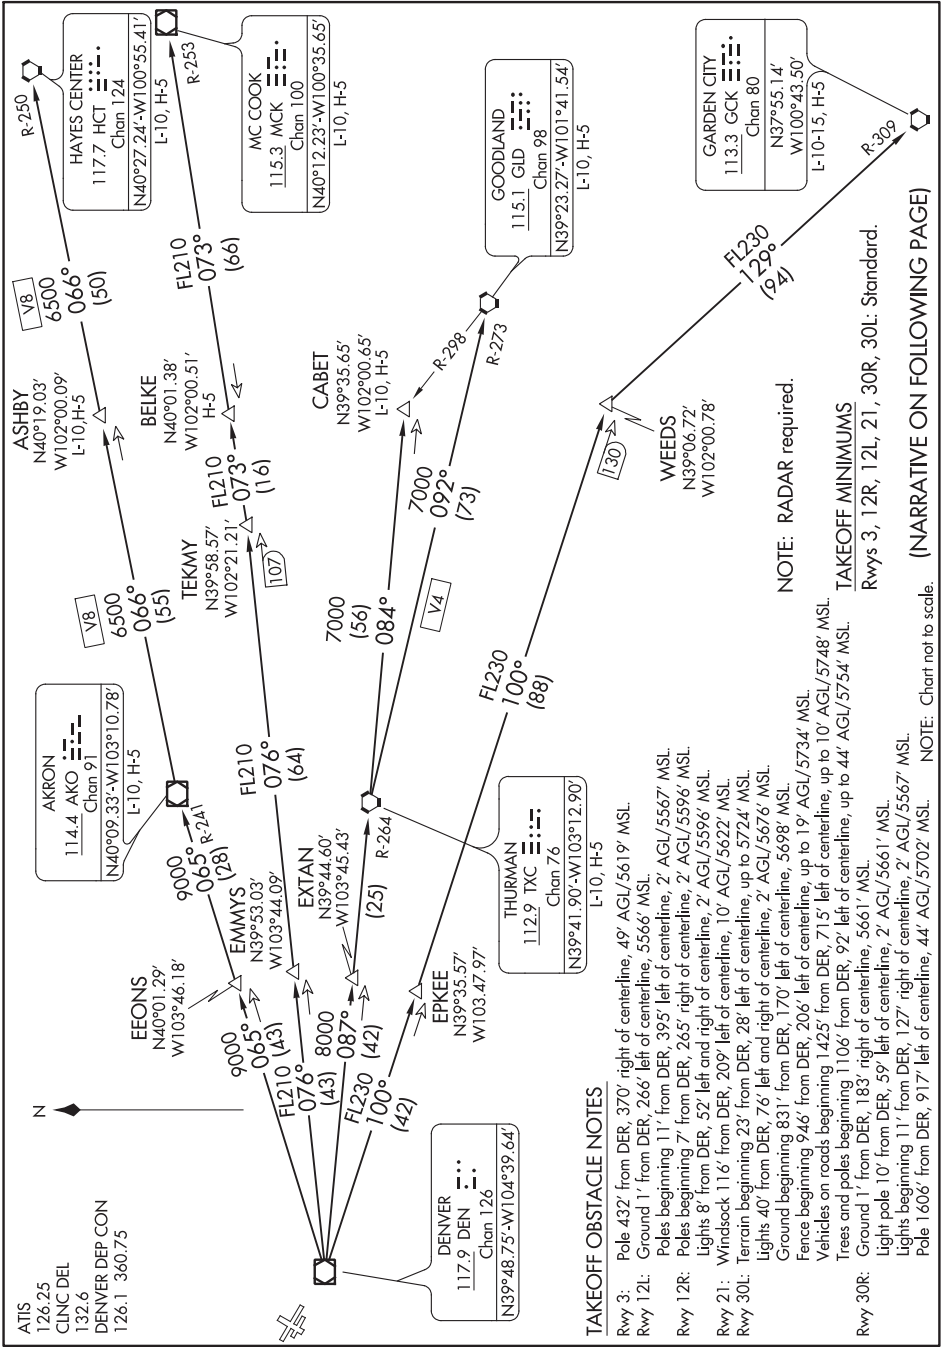 ATIS
126.25
CLNC DEL
132.6
DENVER DEP CON
126.1 360.75
N
DENVER
117.9 DEN
Chan 126
N39°48.75'-W104°39.64'
9000
065°
(43)
FL210
076°
(43)
8000
087°
(42)
FL230
100°
(42)
EEONS
N40°01.29'
W103°46.18'
EMMYS
N39°53.03'
W103°44.09'
EXTAN
N39°44.60'
W103°45.43'
EPKEE
N39°35.57'
W103.47.97'
9000
065°
(28)
R-241
AKRON
114.4 AKO
Chan 91
N40°09.33'-W103°10.78'
L-10, H-5
(25)
R-264
THURMAN
112.9 TXC
Chan 76
N39°41.90'-W103°12.90'
L-10, H-5
V8
6500
066°
(55)
FL210
076°
(64)
7000
(56)
084°
7000
092°
(73)
V4
FL230
100°
(88)
ASHBY
N40°19.03'
W102°00.09'
L-10,H-5
TEKMY
N39°58.57'
W102°21.21'
107
FL210
073°
(16)
BELKE
N40°01.38'
W102°00.51'
H-5
CABET
N39°35.65'
W102°00.65'
L-10, H-5
R-298
R-273
130
WEEDS
N39°06.72'
W102°00.78'
V8
6500
066°
(50)
R-250
HAYES CENTER
117.7 HCT
Chan 124
N40°27.24'-W100°55.41'
L-10, H-5
FL210
073°
(66)
R-253
MC COOK
115.3 MCK
Chan 100
N40°12.23'-W100°35.65'
L-10, H-5
GOODLAND
115.1 GLD
Chan 98
N39°23.27'-W101°41.54'
L-10, H-5
FL230
129°
(94)
R-309
GARDEN CITY
113.3 GCK
Chan 80
N37°55.14'
W100°43.50'
L-10-15, H-5
TAKEOFF OBSTACLE NOTES
Rwy 3: Pole 432' from DER, 370' right of centerline, 49' AGL/5619' MSL.
Rwy 12L: Ground 1' from DER, 266' left of centerline, 5566' MSL.
Poles beginning 11' from DER, 395' left of centerline, 2' AGL/5567' MSL.
Rwy 12R: Poles beginning 7' from DER, 265' right of centerline, 2' AGL/5596' MSL.
Lights 8' from DER, 52' left and right of centerline, 2' AGL/5596' MSL.
Rwy 21: Windsock 116' from DER, 209' left of centerline, 10' AGL/5622' MSL.
Rwy 30L: Terrain beginning 23' from DER, 28' left of centerline, up to 5724' MSL.
Lights 40' from DER, 76' left and right of centerline, 2' AGL/5676' MSL.
Ground beginning 831' from DER, 170' left of centerline, 5698' MSL.
Fence beginning 946' from DER, 206' left of centerline, up to 19' AGL/5734' MSL.
Vehicles on roads beginning 1425' from DER, 715' left of centerline, up to 10' AGL/5748' MSL.
Trees and poles beginning 1106' from DER, 92' left of centerline, up to 44' AGL/5754' MSL.
Rwy 30R: Ground 1' from DER, 183' right of centerline, 5661' MSL.
Light pole 10' from DER, 59' left of centerline, 2' AGL/5661' MSL.
Lights beginning 11' from DER, 127' right of centerline, 2' AGL/5567' MSL.
Pole 1606' from DER, 917' left of centerline, 44' AGL/5702' MSL.
NOTE: RADAR required.
TAKEOFF MINIMUMS
Rwys 3, 12R, 12L, 21, 30R, 30L: Standard.
(NARRATIVE ON FOLLOWING PAGE)
NOTE: Chart not to scale.